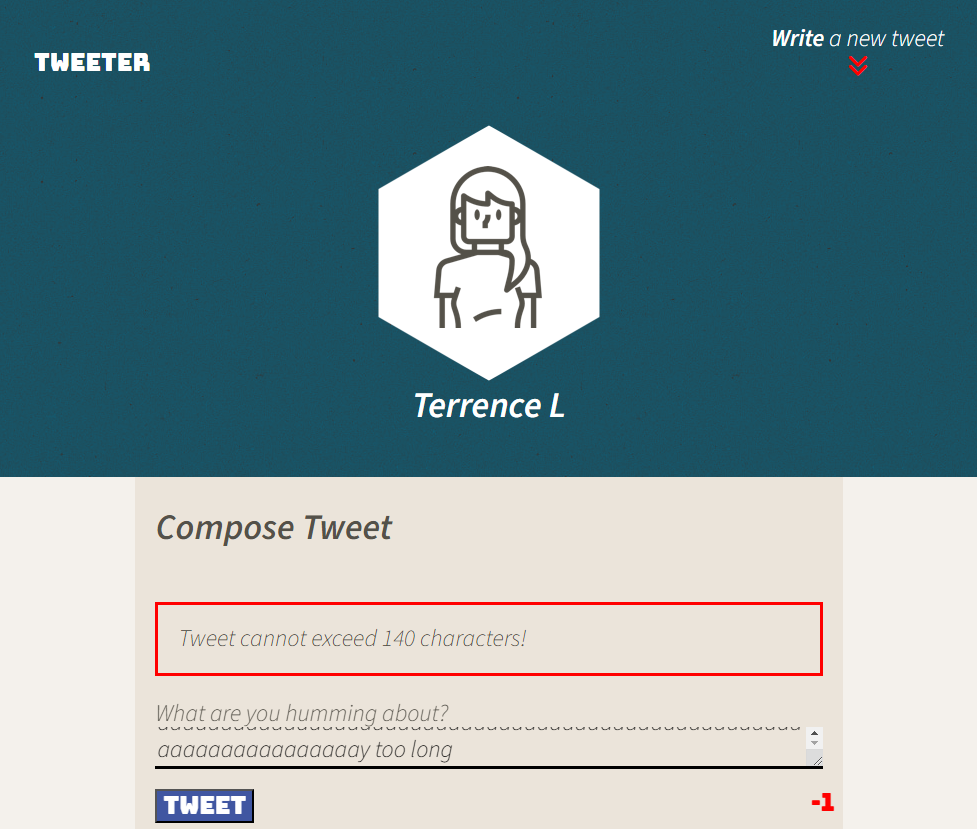 TWEETER
Write a new tweet
Terrence L
Compose Tweet
Tweet cannot exceed 140 characters!
What are you humming about?
aaaaaaaaaaaaaaaay too long
TWEET
-1